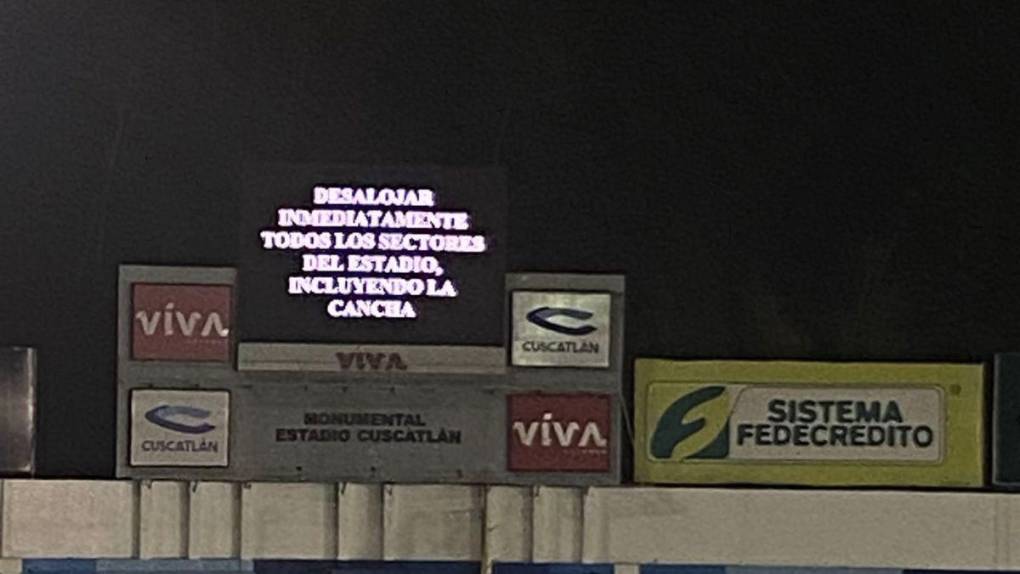 DESALOJAR
INMEDIATAMENTE
TODOS LOS SECTORES
DEL ESTADIO,
INCLUYENDO LA
CANCHA
VIVA
CUSCATLÁN
VIVA
CUSCATLÁN
MONUMENTAL
ESTADIO CUSCATLÁN
VIVA
SISTEMA
FEDECREDITO